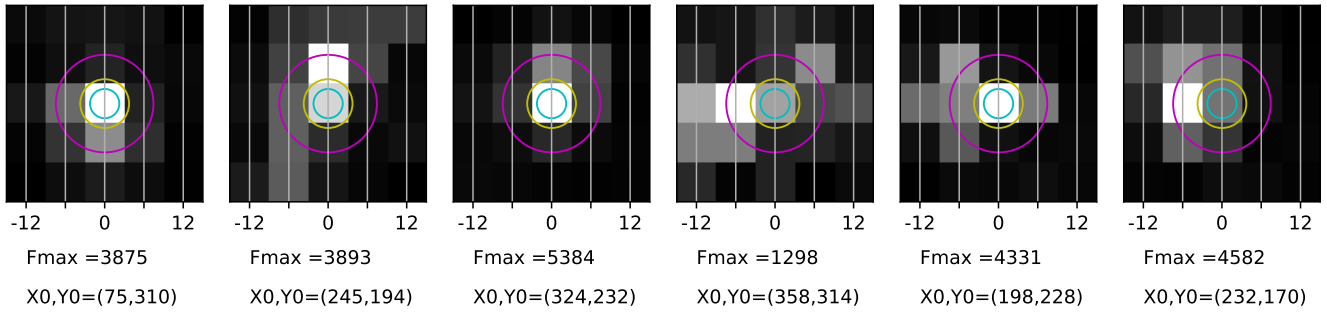 -12 0 12 -12 0 12 -12 0 12 -12 0 12 -12 0 12 -12 0 12
Fmax =3875 Fmax =3893 Fmax =5384 Fmax =1298 Fmax =4331 Fmax =4582
X0,Y0=(75,310) X0,Y0=(245,194) X0,Y0=(324,232) X0,Y0=(358,314) X0,Y0=(198,228) X0,Y0=(232,170)